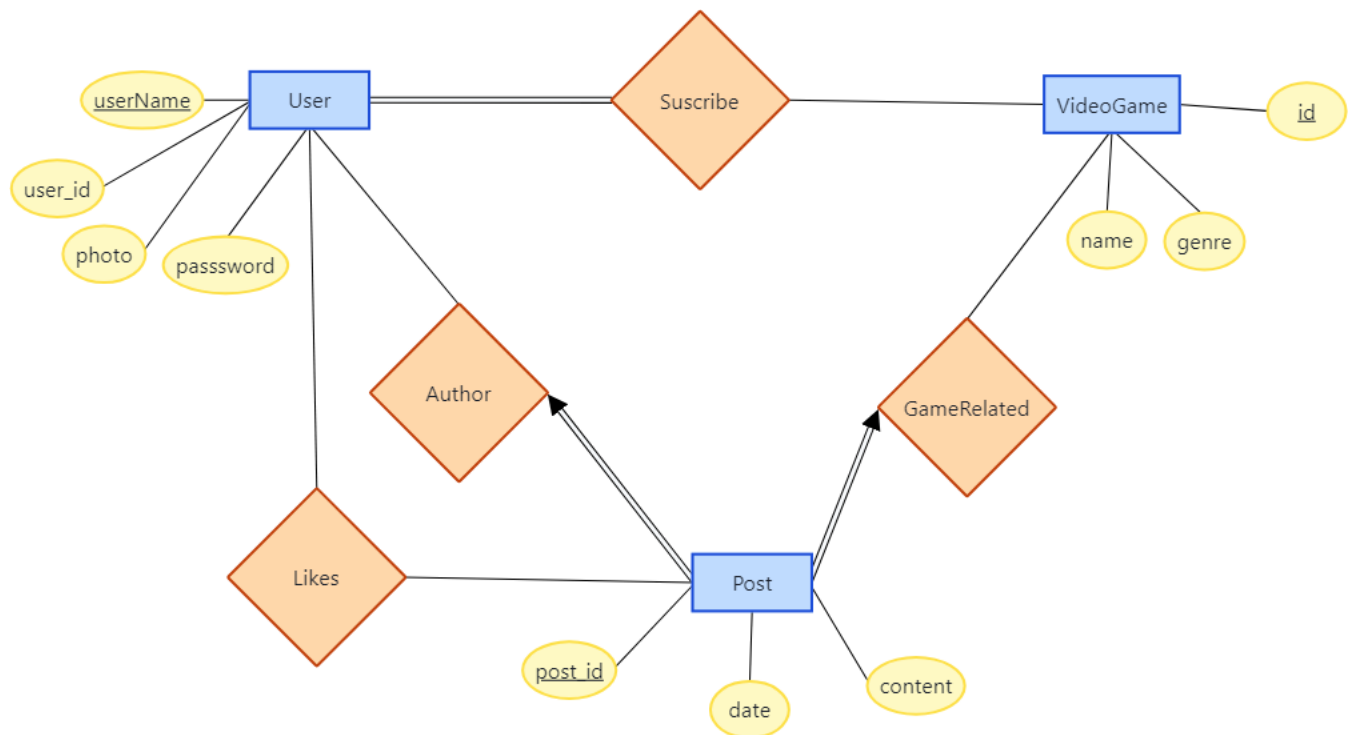 userName
User
Suscribe
VideoGame
id
user_id
photo
passsword
name
genre
Author
GameRelated
Likes
Post
post_id
date
content